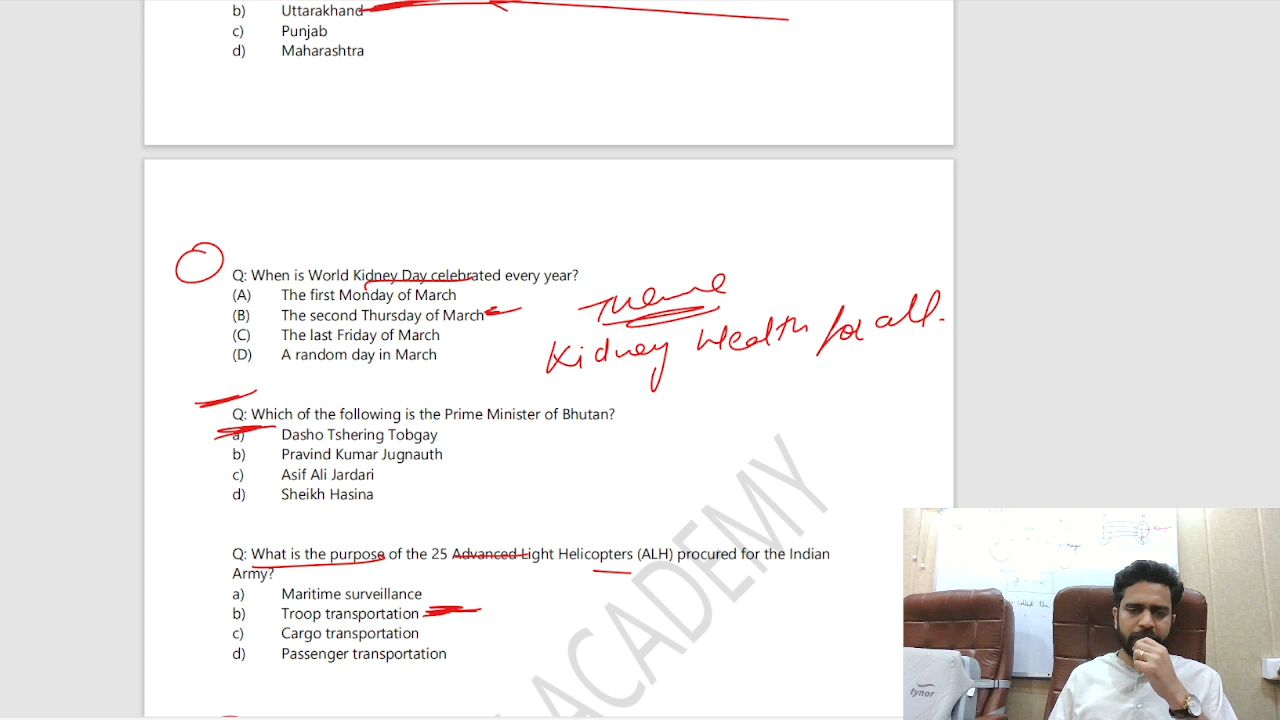 b) Uttarakhand
c) Punjab
d) Maharashtra
Q: When is World Kidney Day celebrated every year?
(A) The first Monday of March
(B) The second Thursday of March
(C) The last Friday of March
(D) A random day in March
Theme
Kidney Health for all.
Q: Which of the following is the Prime Minister of Bhutan?
a) Dasho Tshering Tobgay
b) Pravind Kumar Jugnauth
c) Asif Ali Jardari
d) Sheikh Hasina
Q: What is the purpose of the 25 Advanced Light Helicopters (ALH) procured for the Indian
Army?
a) Maritime surveillance
b) Troop transportation
c) Cargo transportation
d) Passenger transportation
ACADEMY
tynor